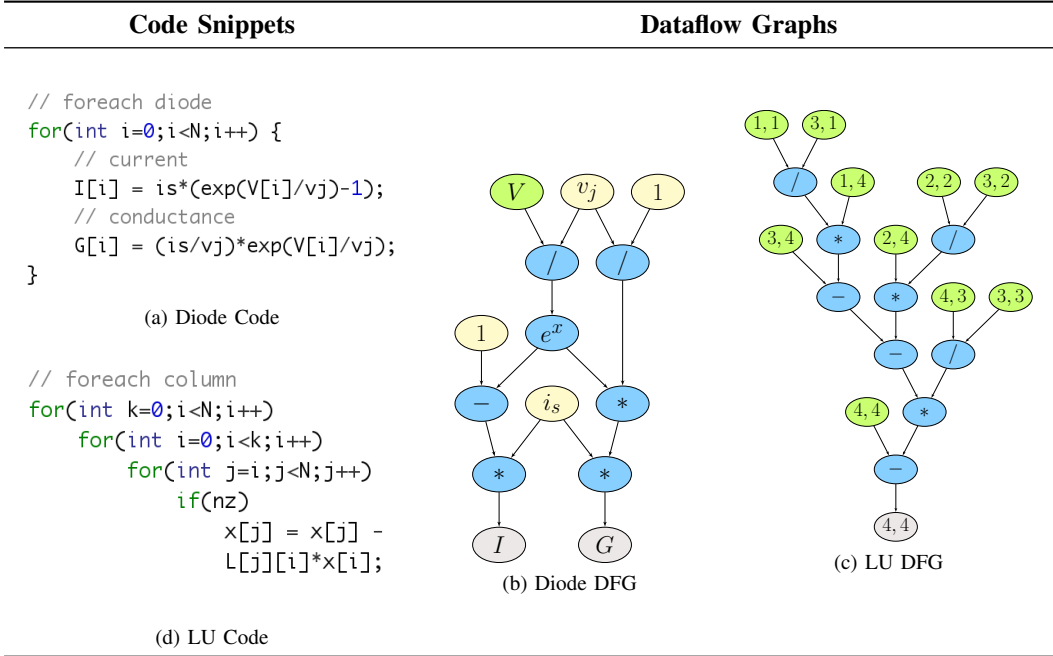 Code Snippets
Dataflow Graphs
// foreach diode
for(int i=0;i<N;i++) {
// current
I[i] = is*(exp(V[i]/vj)-1);
// conductance
G[i] = (is/vj)*exp(V[i]/vj);
}
(a) Diode Code
// foreach column
for(int k=0;i<N;i++)
for(int i=0;i<k;i++)
for(int j=i;j<N;j++)
if(nz)
x[j] = x[j] -
L[j][i]*x[i];
(d) LU Code
V vj 1
/ /
1 e^x
− i_s *
* *
I G
(b) Diode DFG
1,1 3,1
/ 1,4 2,2 3,2
3,4 * 2,4 /
− * 4,3 3,3
− /
4,4 *
−
4,4
(c) LU DFG